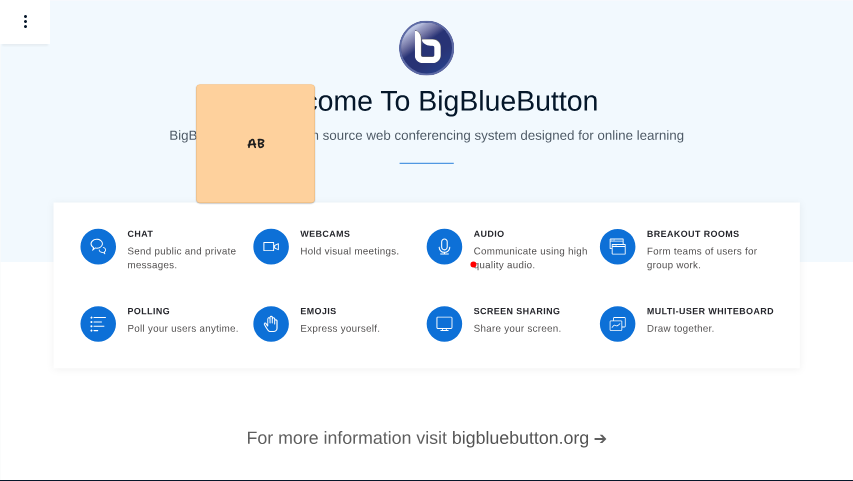 come To BigBlueButton
BigB
source web conferencing system designed for online learning
AB
CHAT
Send public and private
messages.
WEBCAMS
Hold visual meetings.
AUDIO
Communicate using high
quality audio.
BREAKOUT ROOMS
Form teams of users for
group work.
POLLING
Poll your users anytime.
EMOJIS
Express yourself.
SCREEN SHARING
Share your screen.
MULTI-USER WHITEBOARD
Draw together.
For more information visit bigbluebutton.org ➔